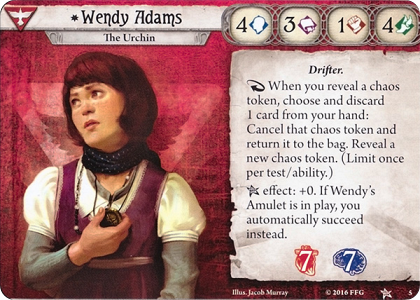 *Wendy Adams
The Urchin
4 3 1 4
Drifter.
When you reveal a chaos
token, choose and discard
1 card from your hand:
Cancel that chaos token and
return it to the bag. Reveal a
new chaos token. (Limit once
per test/ability.)
effect: +0. If Wendy's
Amulet is in play, you
automatically succeed
instead.
7 7
Illus. Jacob Murray © 2016 FFG 5